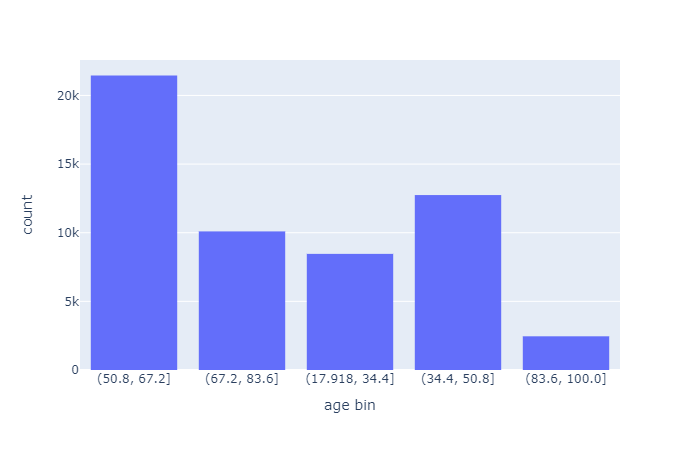 20k
15k
10k
5k
0
count
(50.8, 67.2] (67.2, 83.6] (17.918, 34.4] (34.4, 50.8] (83.6, 100.0]
age bin